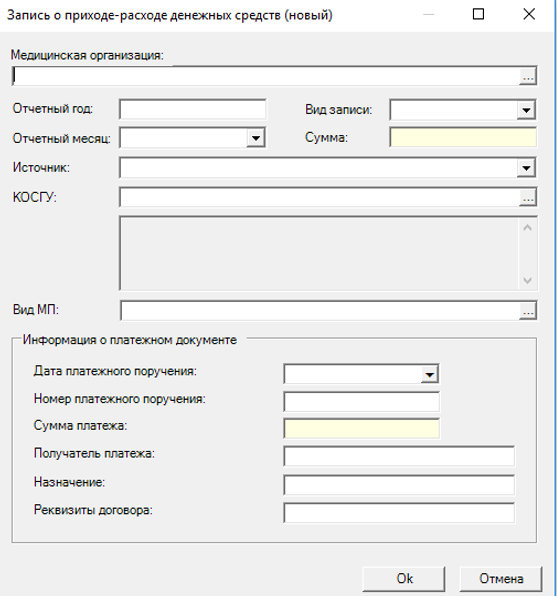 Запись о приходе-расходе денежных средств (новый)
Медицинская организация:
...
Отчетный год:
Вид записи:
Отчетный месяц:
Сумма:
Источник:
КОСГУ:
...
Вид МП:
...
Информация о платежном документе
Дата платежного поручения:
Номер платежного поручения:
Сумма платежа:
Получатель платежа:
Назначение:
Реквизиты договора:
Ok
Отмена